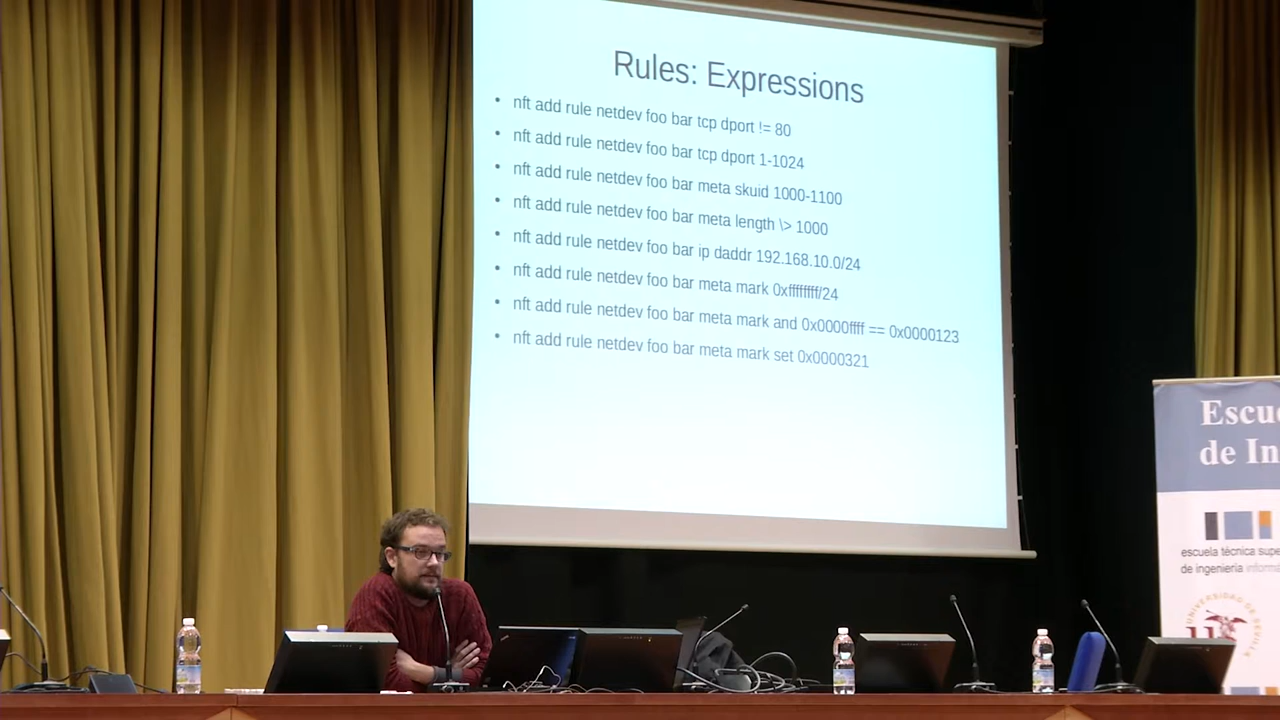 Rules: Expressions
• nft add rule netdev foo bar tcp dport != 80
• nft add rule netdev foo bar tcp dport 1-1024
• nft add rule netdev foo bar meta skuid 1000-1100
• nft add rule netdev foo bar meta length \> 1000
• nft add rule netdev foo bar ip daddr 192.168.10.0/24
• nft add rule netdev foo bar meta mark 0xffffffff/24
• nft add rule netdev foo bar meta mark and 0x0000ffff == 0x0000123
• nft add rule netdev foo bar meta mark set 0x0000321
Escue
de In
escuela técnica supe
de ingeniería informá
UNIVERSIDAD DE SEVILLA